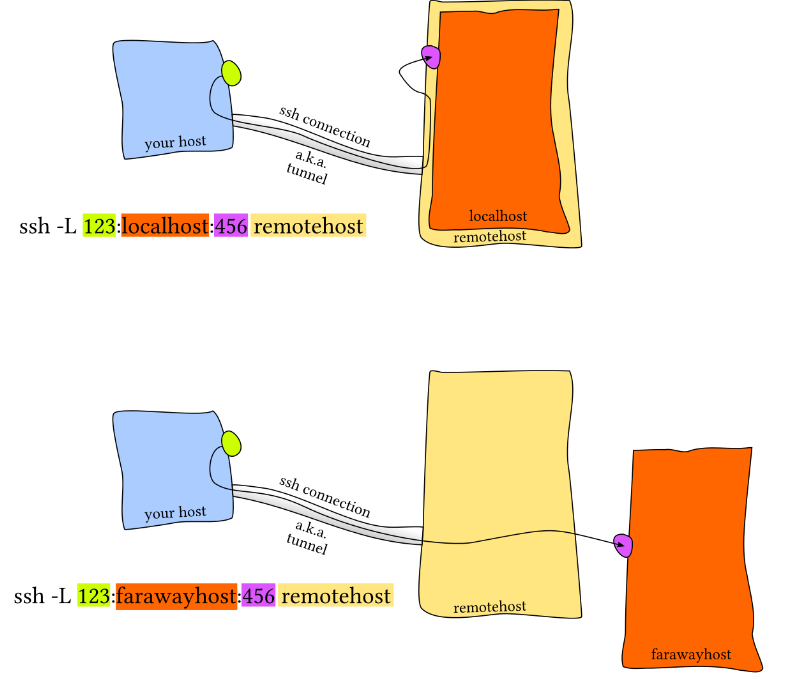 your host
ssh connection
a.k.a.
tunnel
localhost
remotehost
ssh -L 123:localhost:456 remotehost
your host
ssh connection
a.k.a.
tunnel
remotehost
farawayhost
ssh -L 123:farawayhost:456 remotehost